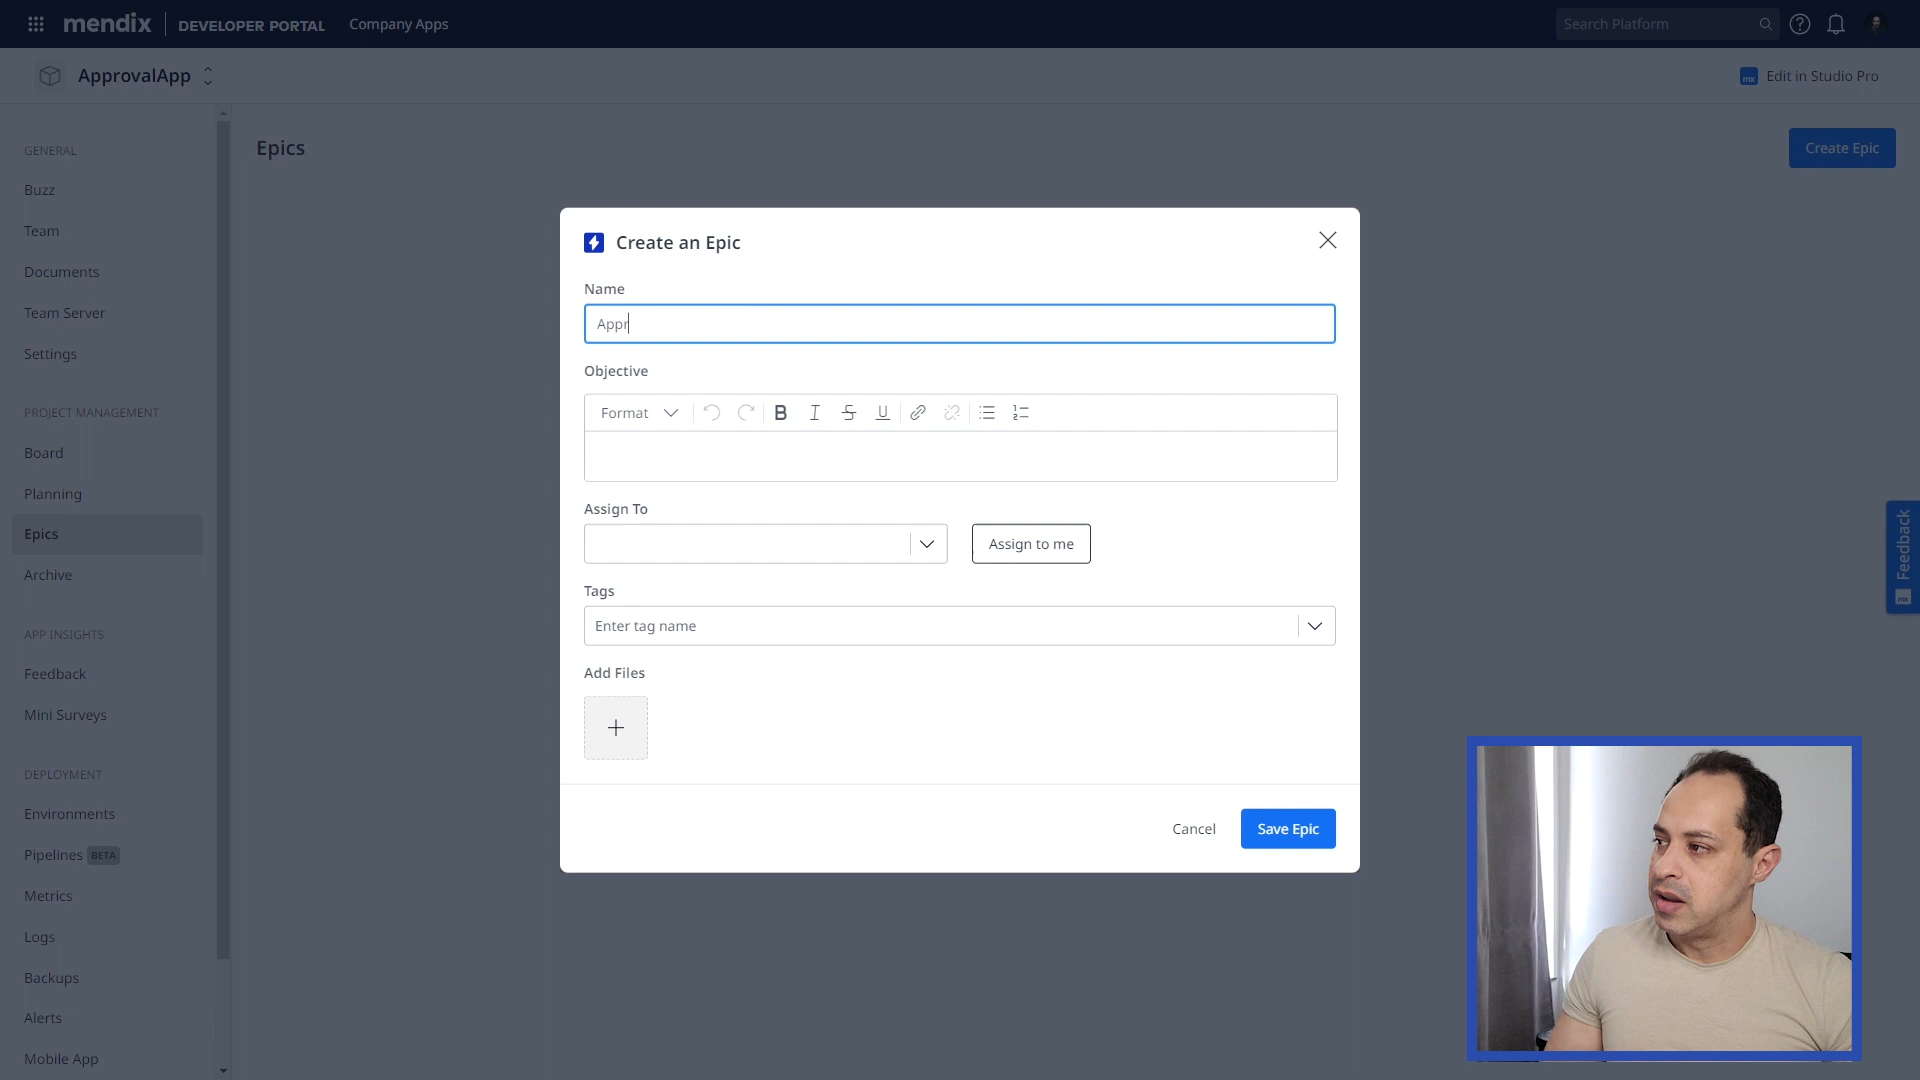 mendix DEVELOPER PORTAL Company Apps Search Platform
ApprovalApp Edit in Studio Pro
GENERAL
Buzz
Team
Documents
Team Server
Settings
PROJECT MANAGEMENT
Board
Planning
Epics
Archive
APP INSIGHTS
Feedback
Mini Surveys
DEPLOYMENT
Environments
Pipelines BETA
Metrics
Logs
Backups
Alerts
Mobile App
Epics Create Epic
Create an Epic
Name
Appr
Objective
Format B I S U
Assign To
Assign to me
Tags
Enter tag name
Add Files
Cancel Save Epic
Feedback
mx